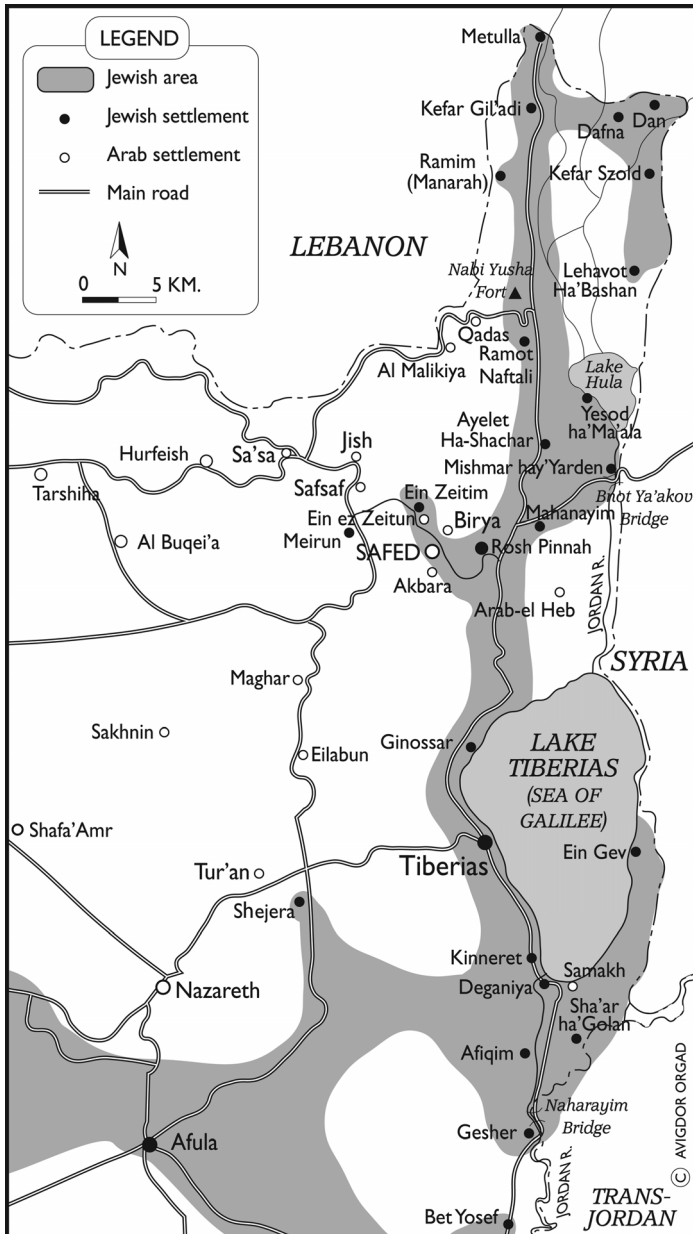 LEGEND
Jewish area
Jewish settlement
Arab settlement
Main road
N
0 5 KM.
Metulla
Kefar Gil'adi
Dafna
Dan
Ramim
(Manarah)
Kefar Szold
LEBANON
Nabi Yusha
Fort
Lehavot
Ha'Bashan
Qadas
Al Malikiya
Ramot
Naftali
Lake
Hula
Yesod
ha'Ma'ala
Ayelet
Ha-Shachar
Mishmar hay'Yarden
Hurfeish
Sa'sa
Jish
Tarshiha
Safsaf
Ein Zeitim
Bnot Ya'akov
Bridge
Ein ez Zeitun
Birya
Mahanayim
Al Buqei'a
Meirun
SAFED
Rosh Pinnah
Akbara
Arab-el Heb
JORDAN R.
SYRIA
Maghar
Sakhnin
Eilabun
Ginossar
LAKE
TIBERIAS
(SEA OF
GALILEE)
Shafa'Amr
Tiberias
Ein Gev
Tur'an
Shejera
Kinneret
Samakh
Nazareth
Deganiya
Sha'ar
ha'Golan
Afiqim
Naharayim
Bridge
Gesher
Afula
JORDAN R.
Bet Yosef
TRANS-
JORDAN
© AVIGDOR ORGAD